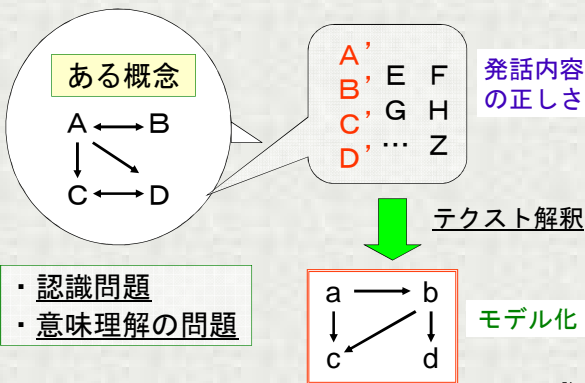 ある概念
A B
C D
A’
B’ E F
C’ G H
D’ … Z
発話内容
の正しさ
テクスト解釈
・認識問題
・意味理解の問題
a b
c d
モデル化